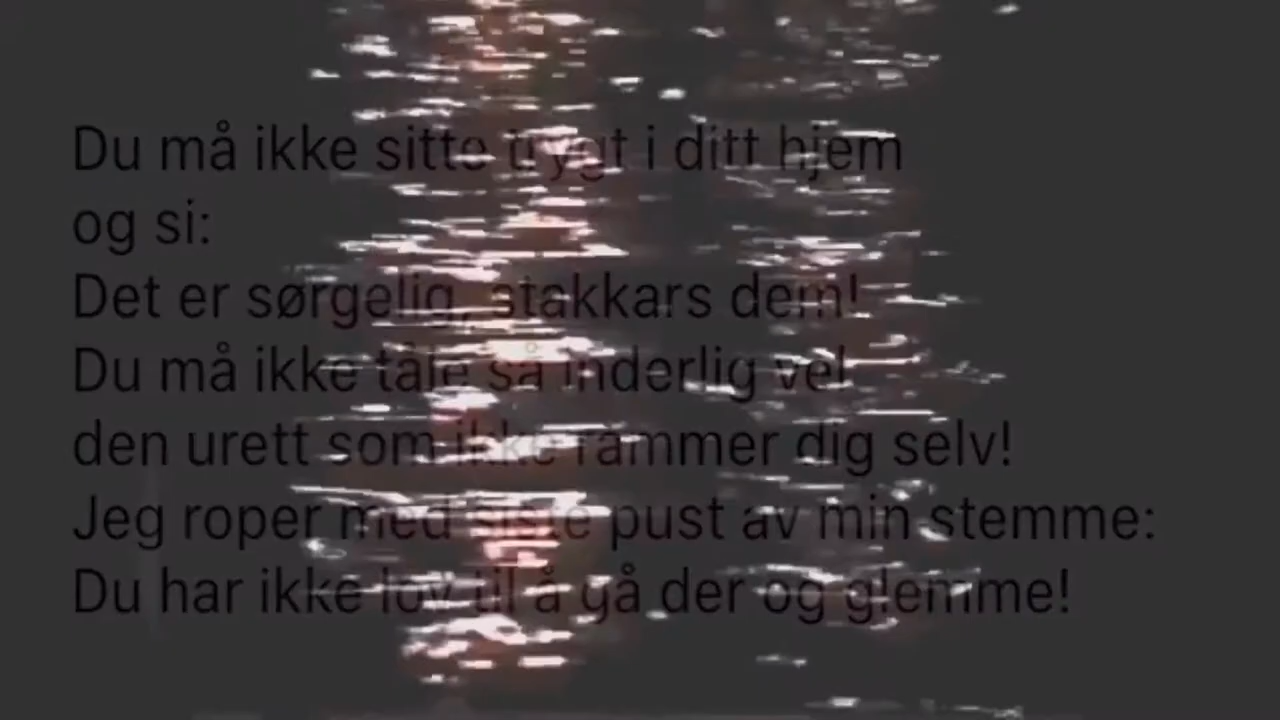 Du må ikke sitte trygt i ditt hjem
og si:
Det er sørgelig, stakkars dem!
Du må ikke tåle så inderlig vel
den urett som ikke rammer dig selv!
Jeg roper med siste pust av min stemme:
Du har ikke lov til å gå der og glemme!